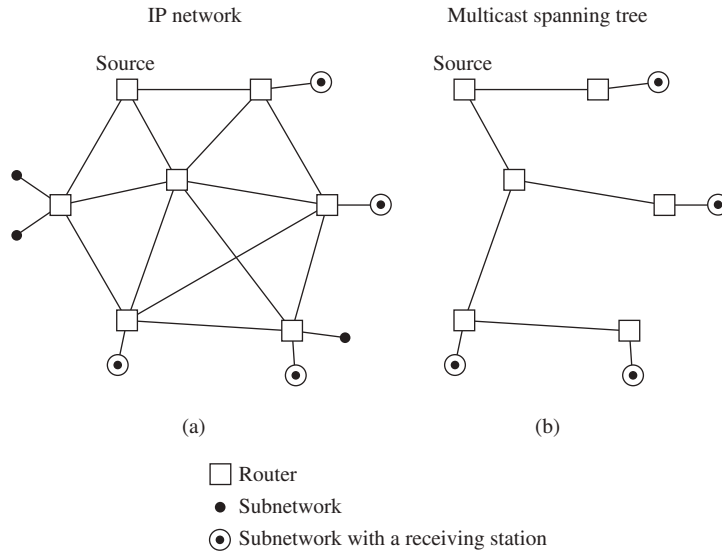 IP network
Multicast spanning tree
Source
Source
(a)
(b)
Router
Subnetwork
Subnetwork with a receiving station